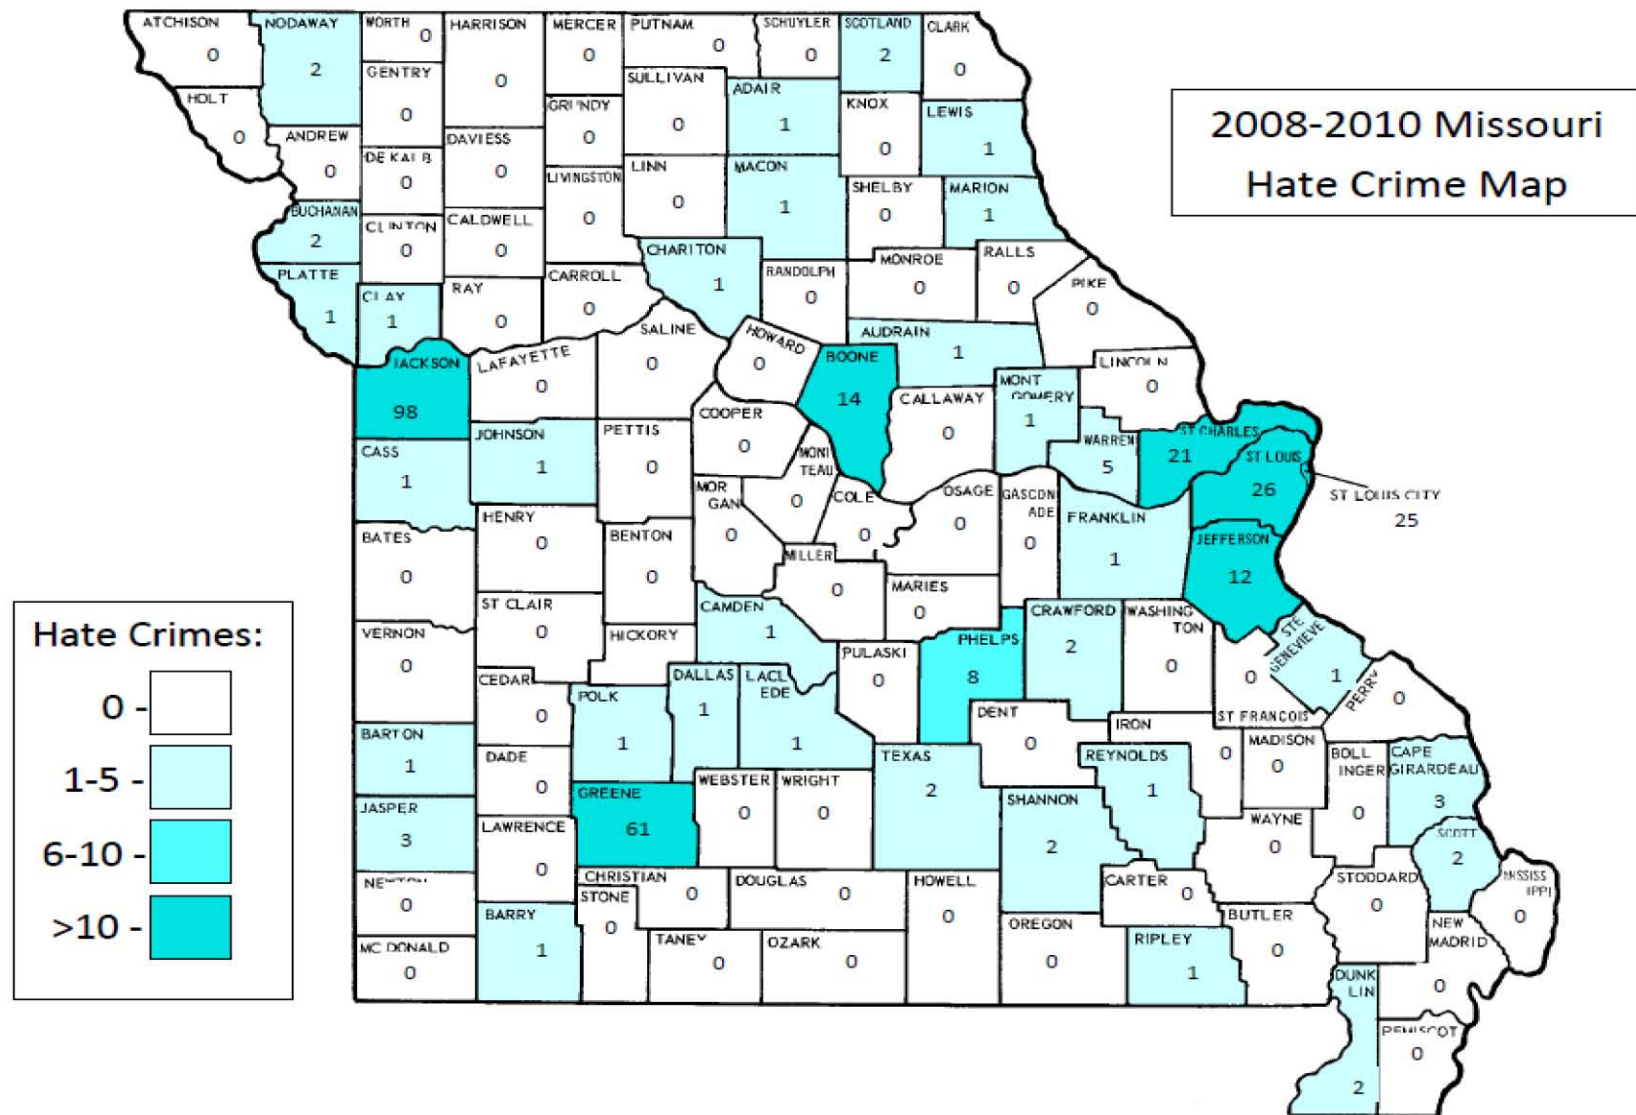 ATCHISON
0
NODAWAY
2
WORTH
0
HARRISON
0
MERCER
0
PUTNAM
0
SCHUYLER
0
SCOTLAND
2
CLARK
0
GENTRY
0
SULLIVAN
0
ADAIR
1
KNOX
0
LEWIS
1
HOLT
0
ANDREW
0
DE KALB
0
DAVIESS
0
GRUNDY
0
LIVINGSTON
0
LINN
0
MACON
1
SHELBY
0
MARION
1
2008-2010 Missouri
Hate Crime Map
BUCHANAN
2
CLINTON
0
CALDWELL
0
CHARITON
1
RANDOLPH
0
MONROE
0
RALLS
0
PIKE
0
PLATTE
1
CLAY
1
RAY
0
CARROLL
0
SALINE
0
HOWARD
0
BOONE
14
AUDRAIN
1
LINCOLN
0
JACKSON
98
LAFAYETTE
0
COOPER
0
CALLAWAY
0
MONT
GOMERY
1
WARREN
5
ST CHARLES
21
ST LOUIS
26
ST LOUIS CITY
25
CASS
1
JOHNSON
1
PETTIS
0
MONI
TEAU
0
MOR
GAN
0
COLE
0
OSAGE
0
GASCON
ADE
0
FRANKLIN
1
JEFFERSON
12
BATES
0
HENRY
0
BENTON
0
MILLER
0
MARIES
0
Hate Crimes:
0 -
1-5 -
6-10 -
>10 -
VERNON
0
ST CLAIR
0
HICKORY
CAMDEN
1
PULASKI
0
PHELPS
8
CRAWFORD
2
WASHING
TON
0
STE
GENEVIEVE
1
ST FRANCOIS
0
PERRY
0
CEDAR
0
POLK
1
DALLAS
1
LACL
EDE
1
DENT
0
IRON
0
MADISON
0
BOLL
INGER
0
CAPE
GIRARDEAU
3
BARTON
1
DADE
0
GREENE
61
WEBSTER
0
WRIGHT
0
TEXAS
2
SHANNON
2
REYNOLDS
1
WAYNE
0
SCOTT
2
JASPER
3
LAWRENCE
0
NEWTON
0
CHRISTIAN
0
STONE
0
DOUGLAS
0
HOWELL
0
CARTER
0
STODDARD
0
MISSISS
IPPI
0
MC DONALD
0
BARRY
1
TANEY
0
OZARK
0
OREGON
0
RIPLEY
1
BUTLER
0
NEW
MADRID
0
DUNK
LIN
2
PEMISCOT
0